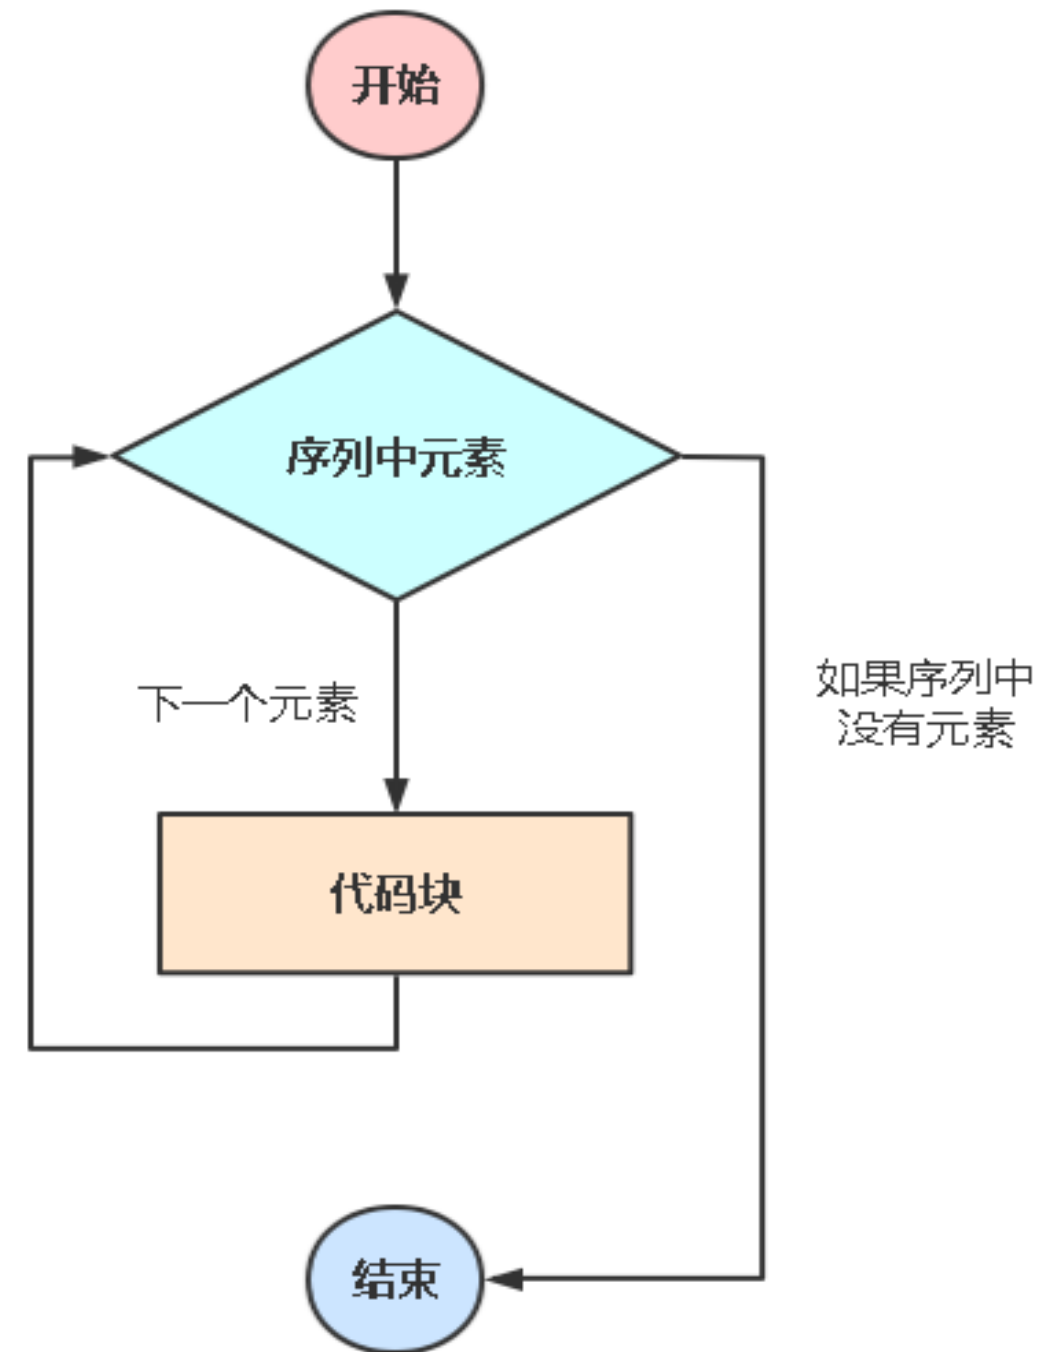 开始
序列中元素
下一个元素
如果序列中
没有元素
代码块
结束